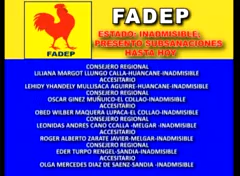 FADEP
FADEP
ESTADO: INADMISIBLE:
PRESENTO SUBSANACIONES
HASTA HOY
CONSEJERO REGIONAL
LILIANA MARGOT LLUNGO CALLA-HUANCANE-INADMISIBLE
ACCESITARIO
LEHIDY YHANDELY MULLISACA AGUIRRE-HUANCANE-INADMISIBLE
CONSEJERO REGIONAL
OSCAR GINEZ MUÑUICO-EL COLLAO-INADMISIBLE
ACCESITARIO
OBED WILBER MAQUERA LUPACA-EL COLLAO-INADMISIBLE
CONSEJERO REGIONAL
LEONIDAS ANDRES CANO CCALLA -MELGAR -INADMISIBLE
ACCESITARIO
ROGER ALBERTO ZARATE JAVIER-MELGAR-INADMISIBLE
CONSEJERO REGIONAL
EDER TURPO RENGEL-SANDIA-INADMISIBLE
ACCESITARIO
OLGA MERCEDES DIAZ DE SAENZ-SANDIA -INADMISIBLE